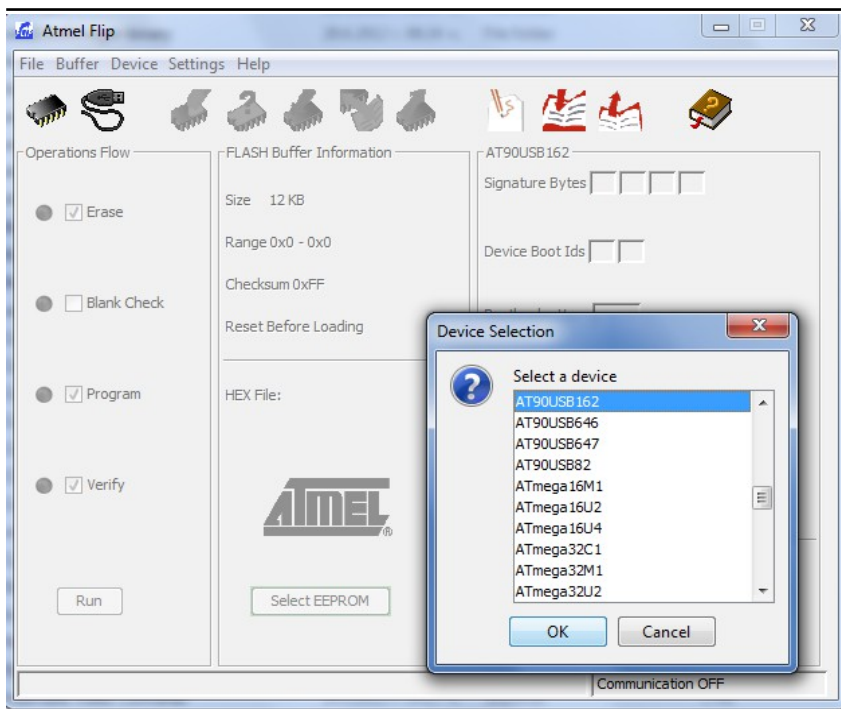 Atmel Flip
File Buffer Device Settings Help
Operations Flow
Erase
Blank Check
Program
Verify
Run
FLASH Buffer Information
Size 12 KB
Range 0x0 - 0x0
Checksum 0xFF
Reset Before Loading
HEX File:
ATMEL
®
Select EEPROM
AT90USB162
Signature Bytes
Device Boot Ids
Device Selection
Select a device
AT90USB162
AT90USB646
AT90USB647
AT90USB82
ATmega16M1
ATmega16U2
ATmega16U4
ATmega32C1
ATmega32M1
ATmega32U2
OK Cancel
Communication OFF